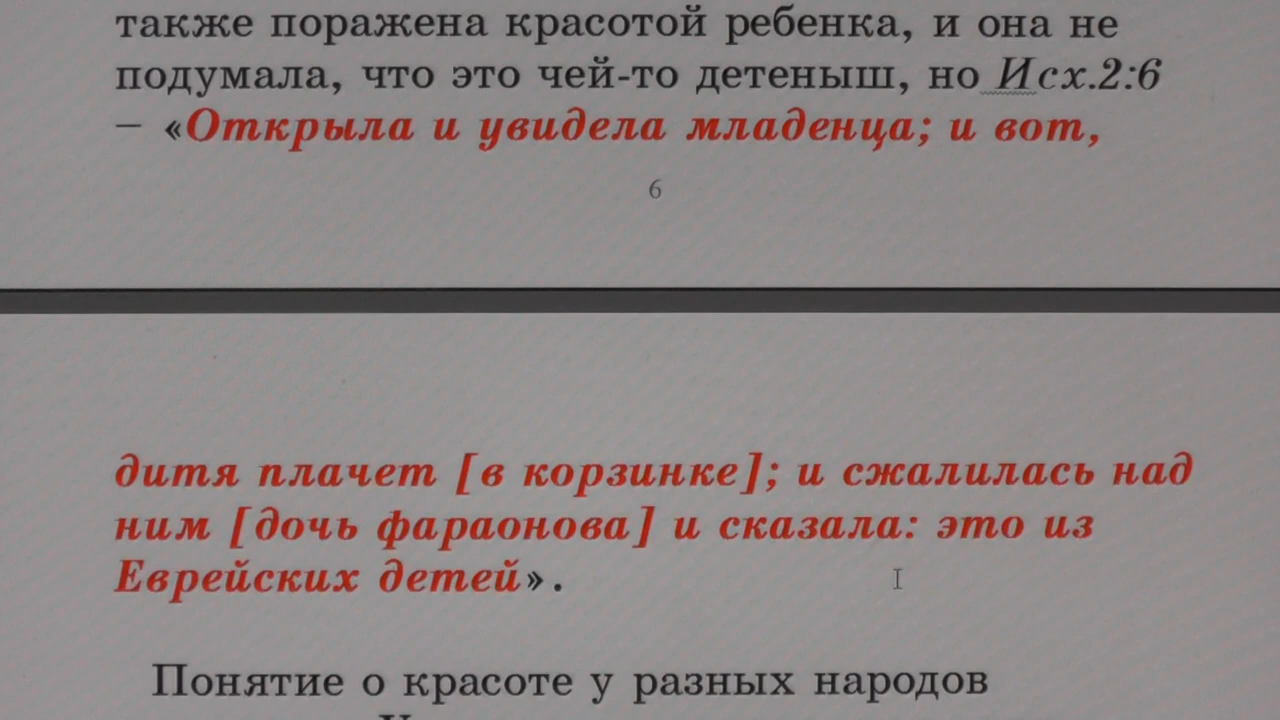 также поражена красотой ребенка, и она не
подумала, что это чей-то детеныш, но Исх.2:6
– «Открыла и увидела младенца; и вот,
6
дитя плачет [в корзинке]; и сжалилась над
ним [дочь фараонова] и сказала: это из
Еврейских детей».
Понятие о красоте у разных народов